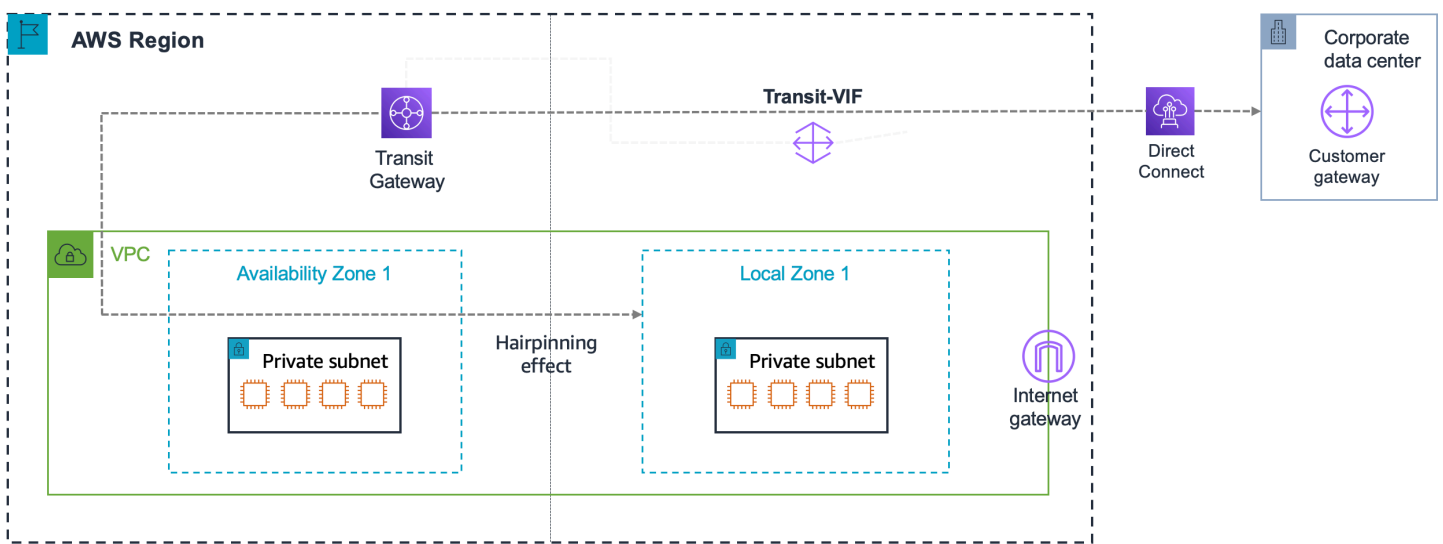 AWS Region
Corporate
data center
Transit-VIF
Transit
Gateway
Direct
Connect
Customer
gateway
VPC
Availability Zone 1
Local Zone 1
Hairpinning
effect
Private subnet
Private subnet
Internet
gateway